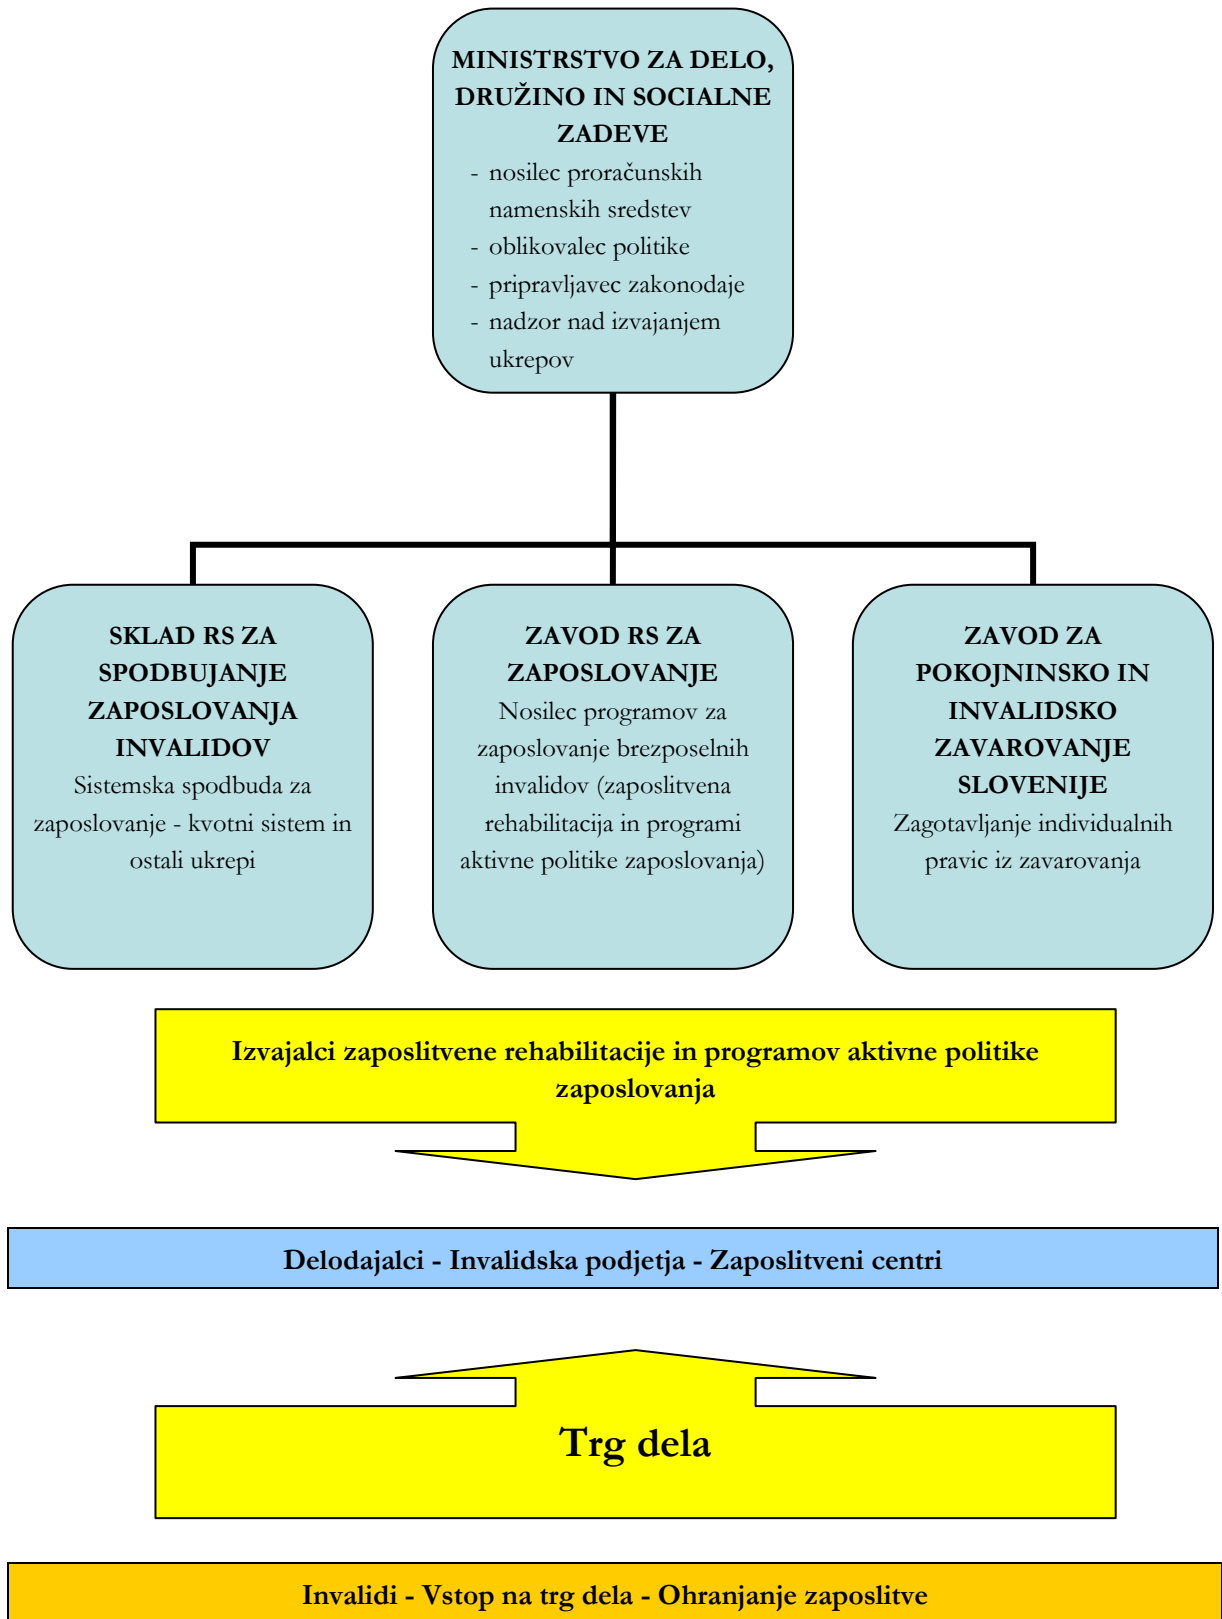 MINISTRSTVO ZA DELO,
DRUŽINO IN SOCIALNE
ZADEVE
- nosilec proračunskih
namenskih sredstev
- oblikovalec politike
- pripravljavec zakonodaje
- nadzor nad izvajanjem
ukrepov
SKLAD RS ZA
SPODBUJANJE
ZAPOSLOVANJA
INVALIDOV
Sistemska spodbuda za
zaposlovanje - kvotni sistem in
ostali ukrepi
ZAVOD RS ZA
ZAPOSLOVANJE
Nosilec programov za
zaposlovanje brezposelnih
invalidov (zaposlitvena
rehabilitacija in programi
aktivne politike zaposlovanja)
ZAVOD ZA
POKOJNINSKO IN
INVALIDSKO
ZAVAROVANJE
SLOVENIJE
Zagotavljanje individualnih
pravic iz zavarovanja
Izvajalci zaposlitvene rehabilitacije in programov aktivne politike
zaposlovanja
Delodajalci - Invalidska podjetja - Zaposlitveni centri
Trg dela
Invalidi - Vstop na trg dela - Ohranjanje zaposlitve